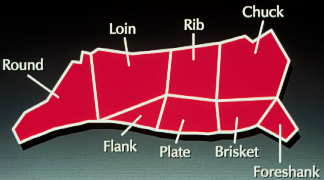 Chuck
Rib
Loin
Round
Flank
Plate
Brisket
Foreshank